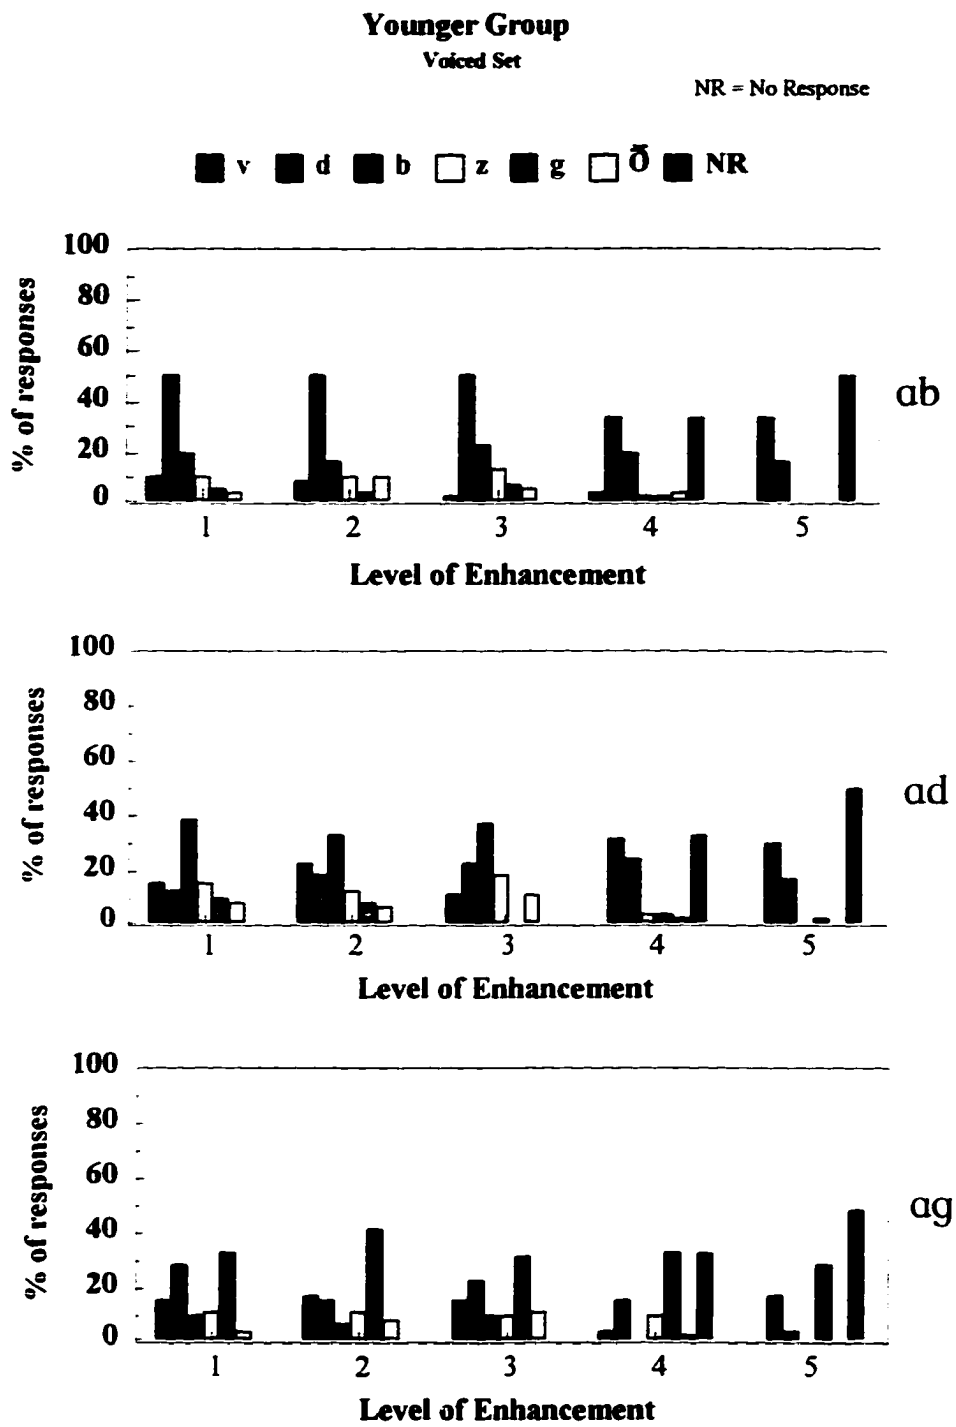 Younger Group
Voiced Set
NR = No Response
v d b z g ð NR
100
80
60
40
20
0
% of responses
ab
1 2 3 4 5
Level of Enhancement
100
80
60
40
20
0
% of responses
ad
1 2 3 4 5
Level of Enhancement
100
80
60
40
20
0
% of responses
ag
1 2 3 4 5
Level of Enhancement